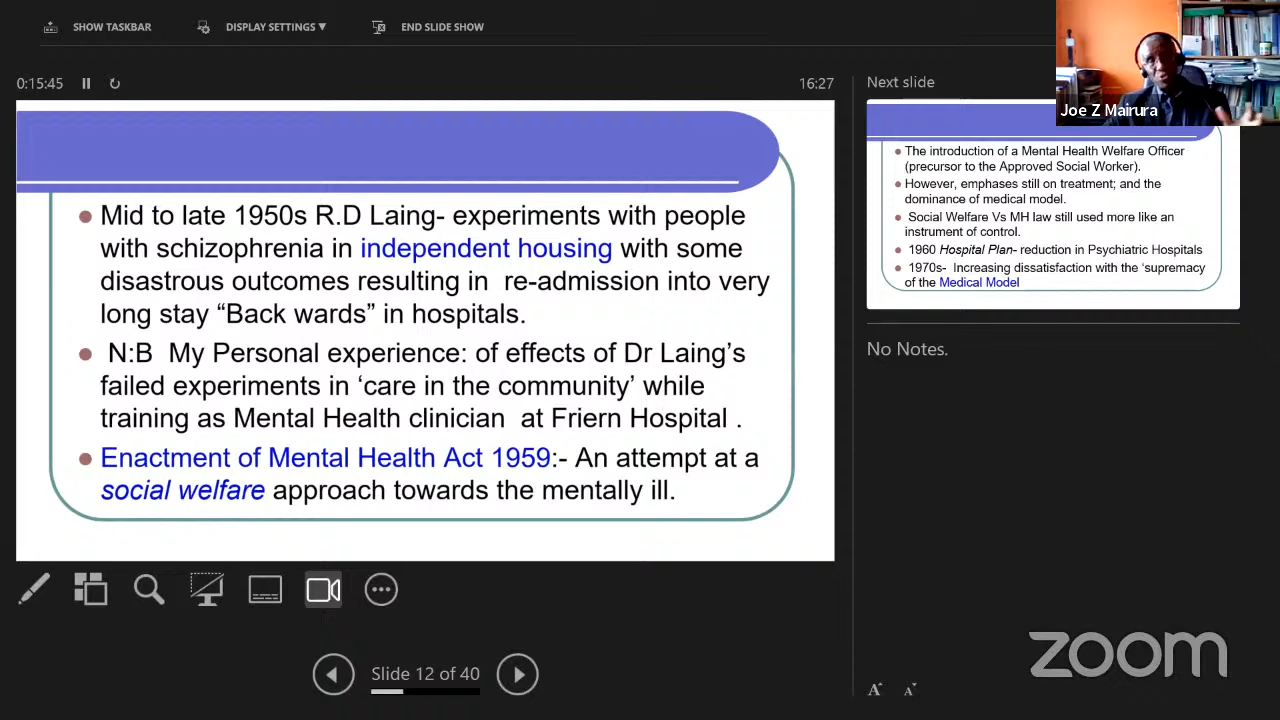 SHOW TASKBAR
DISPLAY SETTINGS ▼
END SLIDE SHOW
0:15:45
16:27
Mid to late 1950s R.D Laing- experiments with people
with schizophrenia in independent housing with some
disastrous outcomes resulting in re-admission into very
long stay “Back wards” in hospitals.
N:B My Personal experience: of effects of Dr Laing’s
failed experiments in ‘care in the community’ while
training as Mental Health clinician at Friern Hospital .
Enactment of Mental Health Act 1959:- An attempt at a
social welfare approach towards the mentally ill.
Slide 12 of 40
Next slide
Joe Z Mairura
The introduction of a Mental Health Welfare Officer
(precursor to the Approved Social Worker).
However, emphases still on treatment; and the
dominance of medical model.
Social Welfare Vs MH law still used more like an
instrument of control.
1960 Hospital Plan- reduction in Psychiatric Hospitals
1970s- Increasing dissatisfaction with the ‘supremacy
of the Medical Model
No Notes.
A A
zoom